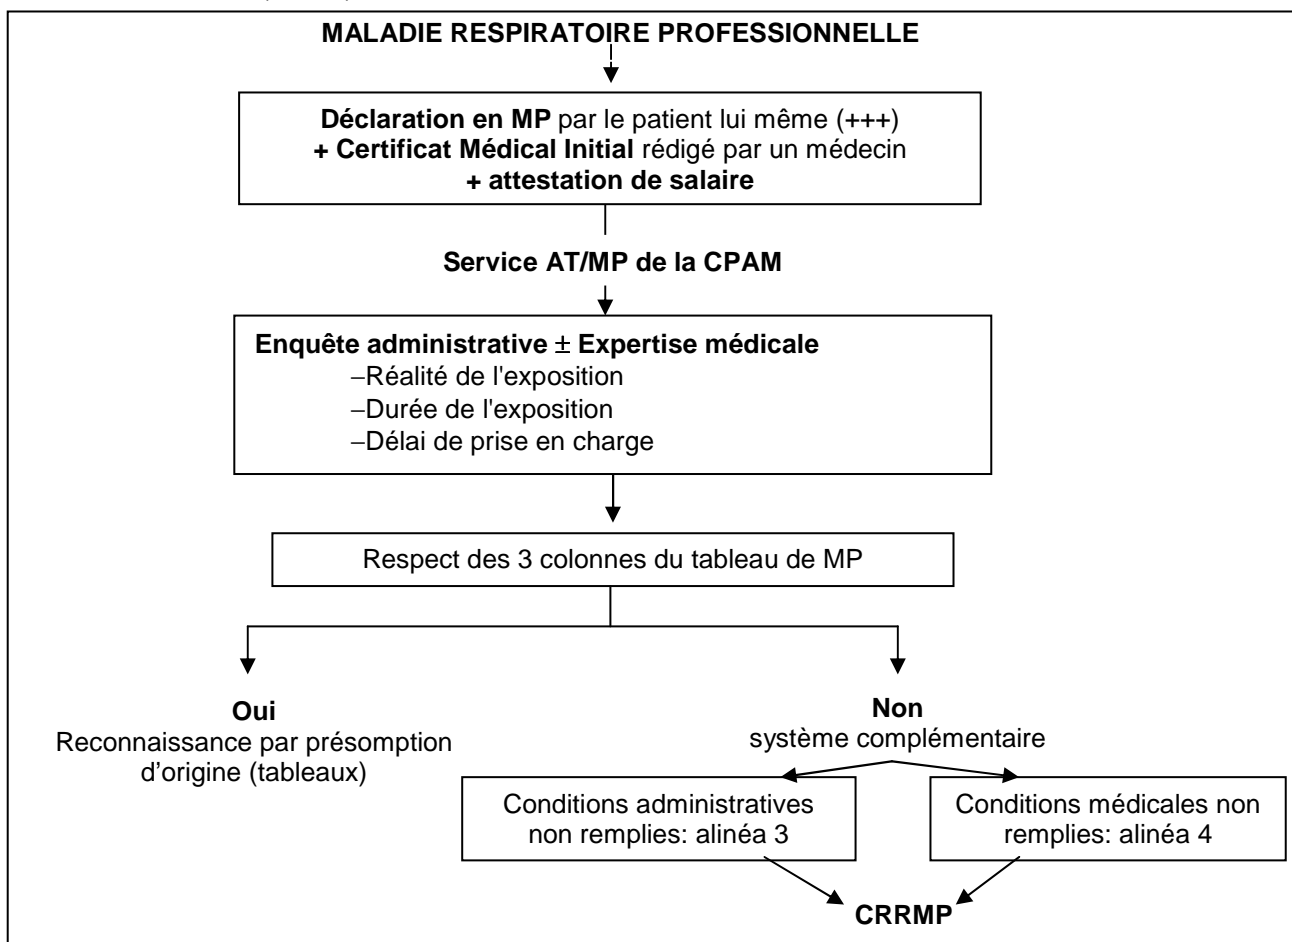 MALADIE RESPIRATOIRE PROFESSIONNELLE
Déclaration en MP par le patient lui même (+++)
+ Certificat Médical Initial rédigé par un médecin
+ attestation de salaire
Service AT/MP de la CPAM
Enquête administrative ± Expertise médicale
–Réalité de l'exposition
–Durée de l'exposition
–Délai de prise en charge
Respect des 3 colonnes du tableau de MP
Oui
Reconnaissance par présomption
d’origine (tableaux)
Non
système complémentaire
Conditions administratives
non remplies: alinéa 3
Conditions médicales non
remplies: alinéa 4
CRRMP